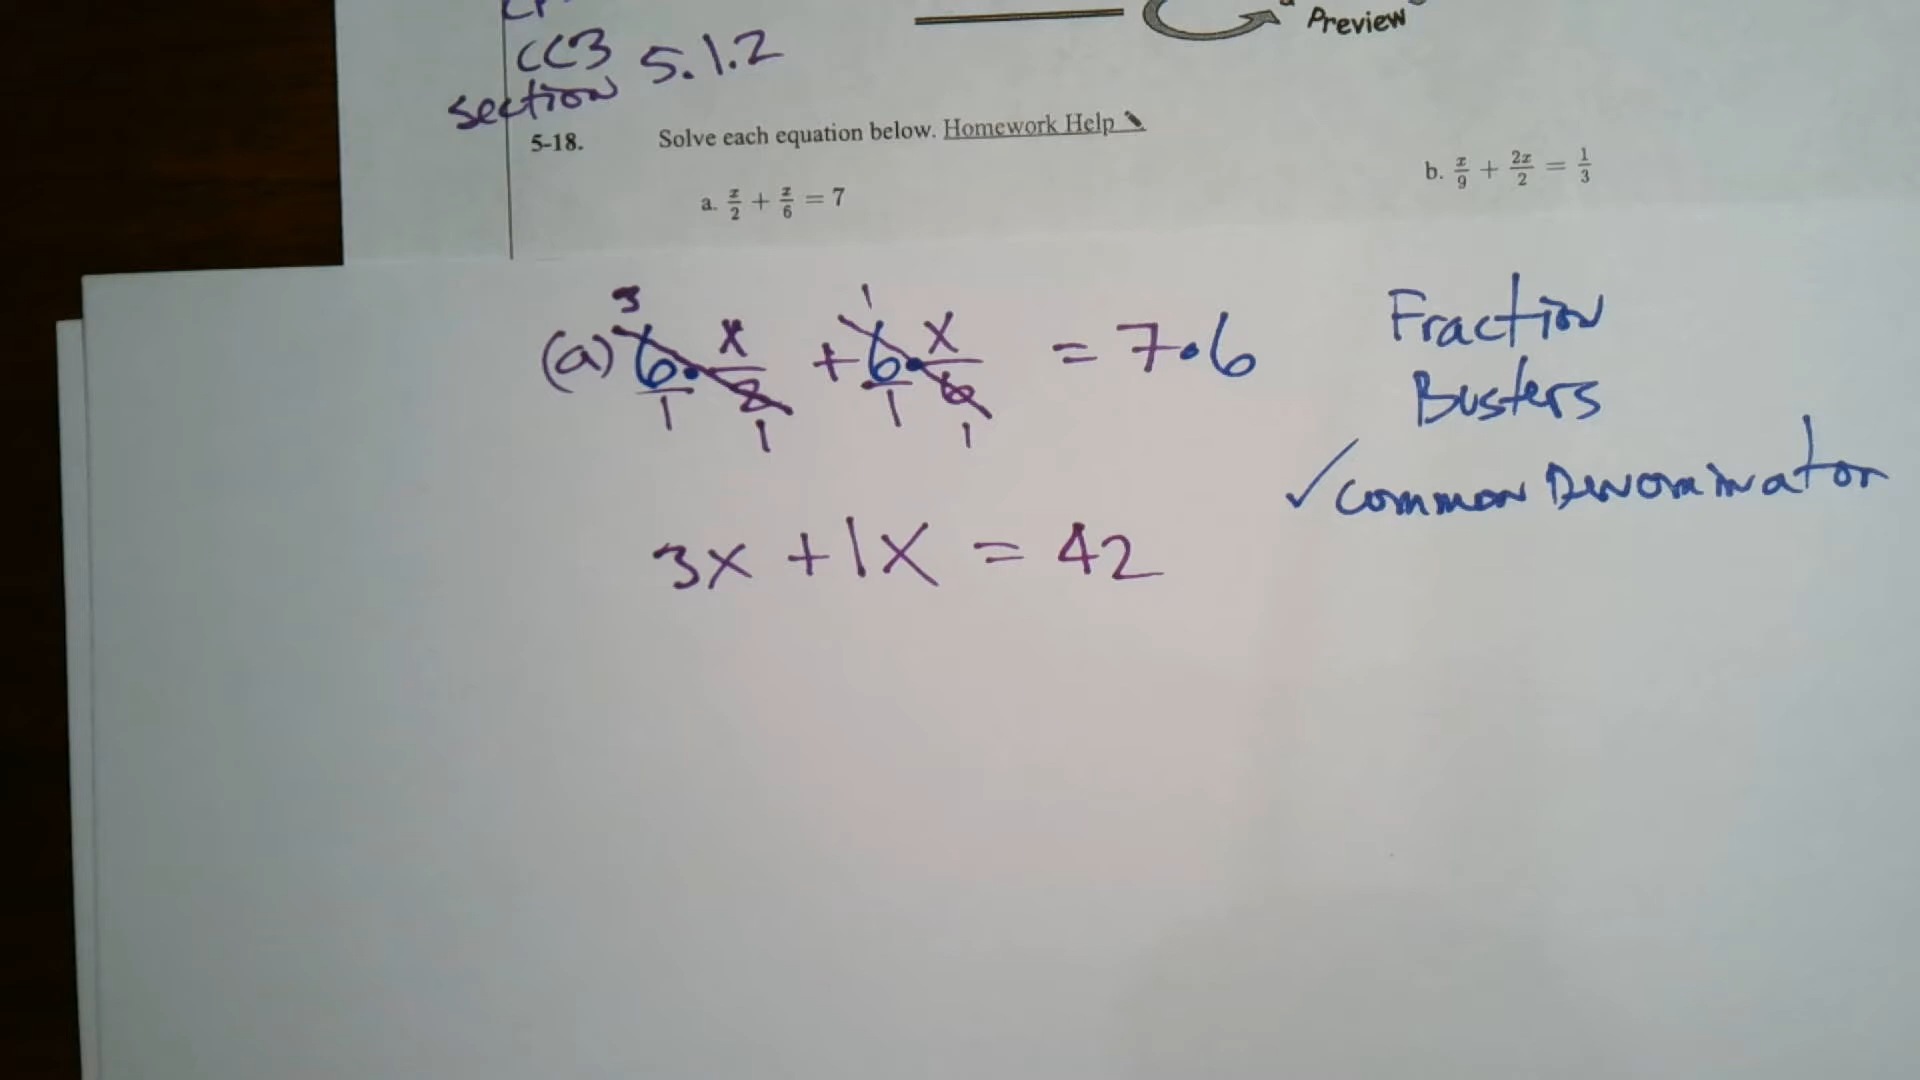 Preview
CC3
section 5.1.2
5-18. Solve each equation below. Homework Help ✎
a. x/2 + x/6 = 7
b. x/9 + 2x/2 = 1/3
(a) 6/1 • x/2 + 6/1 • x/6 = 7 • 6
3 1
1 1
3x + 1x = 42
Fraction
Busters
✓ Common Denominator